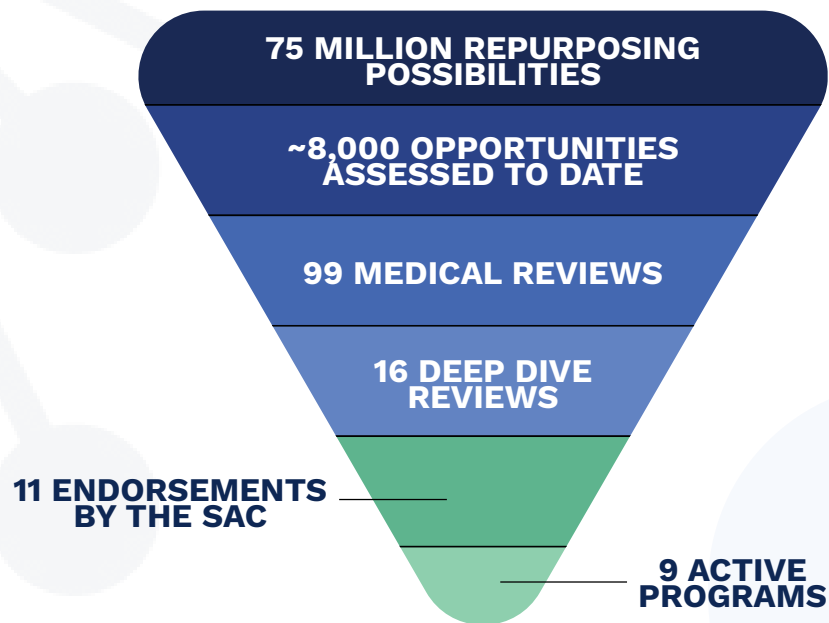 75 MILLION REPURPOSING
POSSIBILITIES
~8,000 OPPORTUNITIES
ASSESSED TO DATE
99 MEDICAL REVIEWS
16 DEEP DIVE
REVIEWS
11 ENDORSEMENTS
BY THE SAC
9 ACTIVE
PROGRAMS